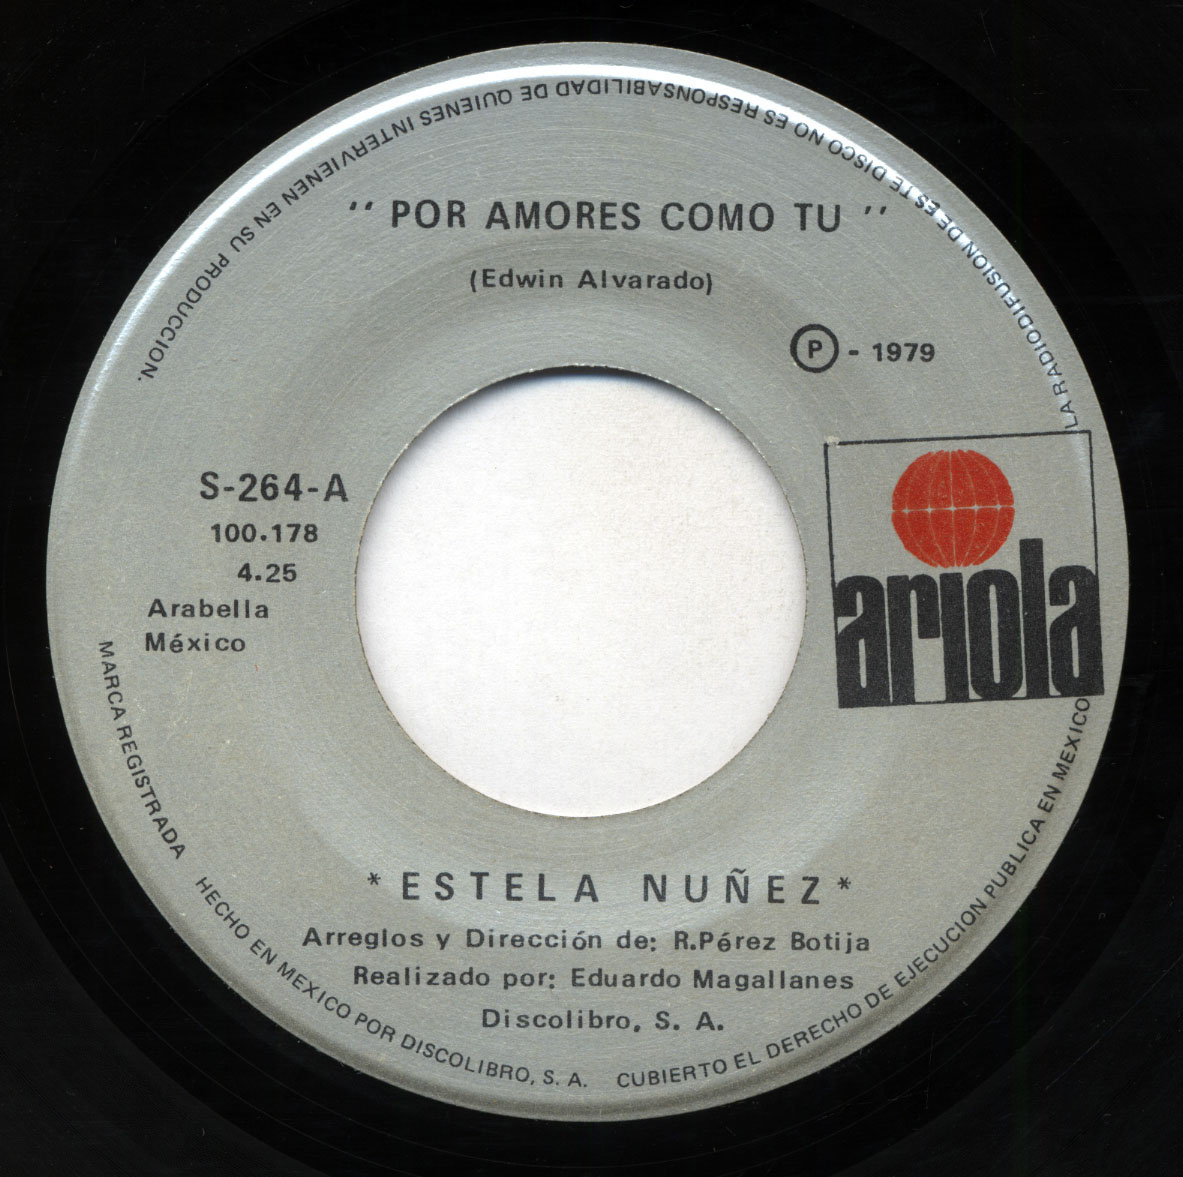 " POR AMORES COMO TU "
(Edwin Alvarado)
P - 1979
S-264-A
100.178
4.25
Arabella
México
ariola
*ESTELA NUÑEZ*
Arreglos y Dirección de: R.Pérez Botija
Realizado por: Eduardo Magallanes
Discolibro, S. A.
MARCA REGISTRADA HECHO EN MEXICO POR DISCOLIBRO, S. A. CUBIERTO EL DERECHO DE EJECUCION PUBLICA EN MEXICO
LA RADIODIFUSION DE ESTE DISCO NO ES RESPONSABILIDAD DE QUIENES INTERVIENEN EN SU PRODUCCION.